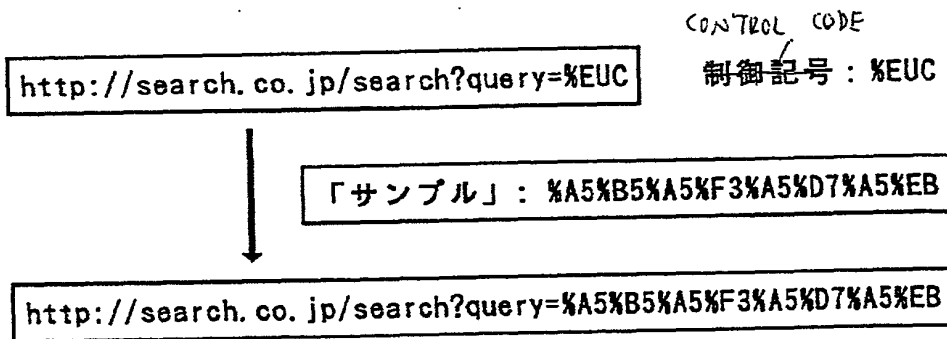 CONTROL CODE
http://search.co.jp/search?query=%EUC
制御記号：%EUC
「サンプル」：%A5%B5%A5%F3%A5%D7%A5%EB
http://search.co.jp/search?query=%A5%B5%A5%F3%A5%D7%A5%EB